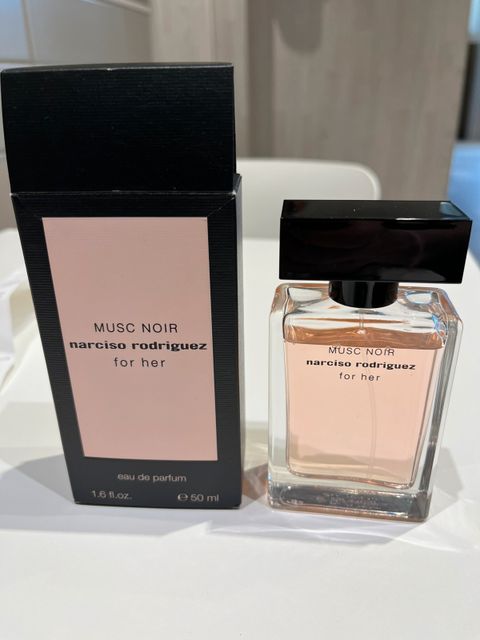 MUSC NOIR
narciso rodriguez
for her
eau de parfum
1.6 fl.oz. ℮ 50 ml
MUSC NOIR
narciso rodriguez
for her